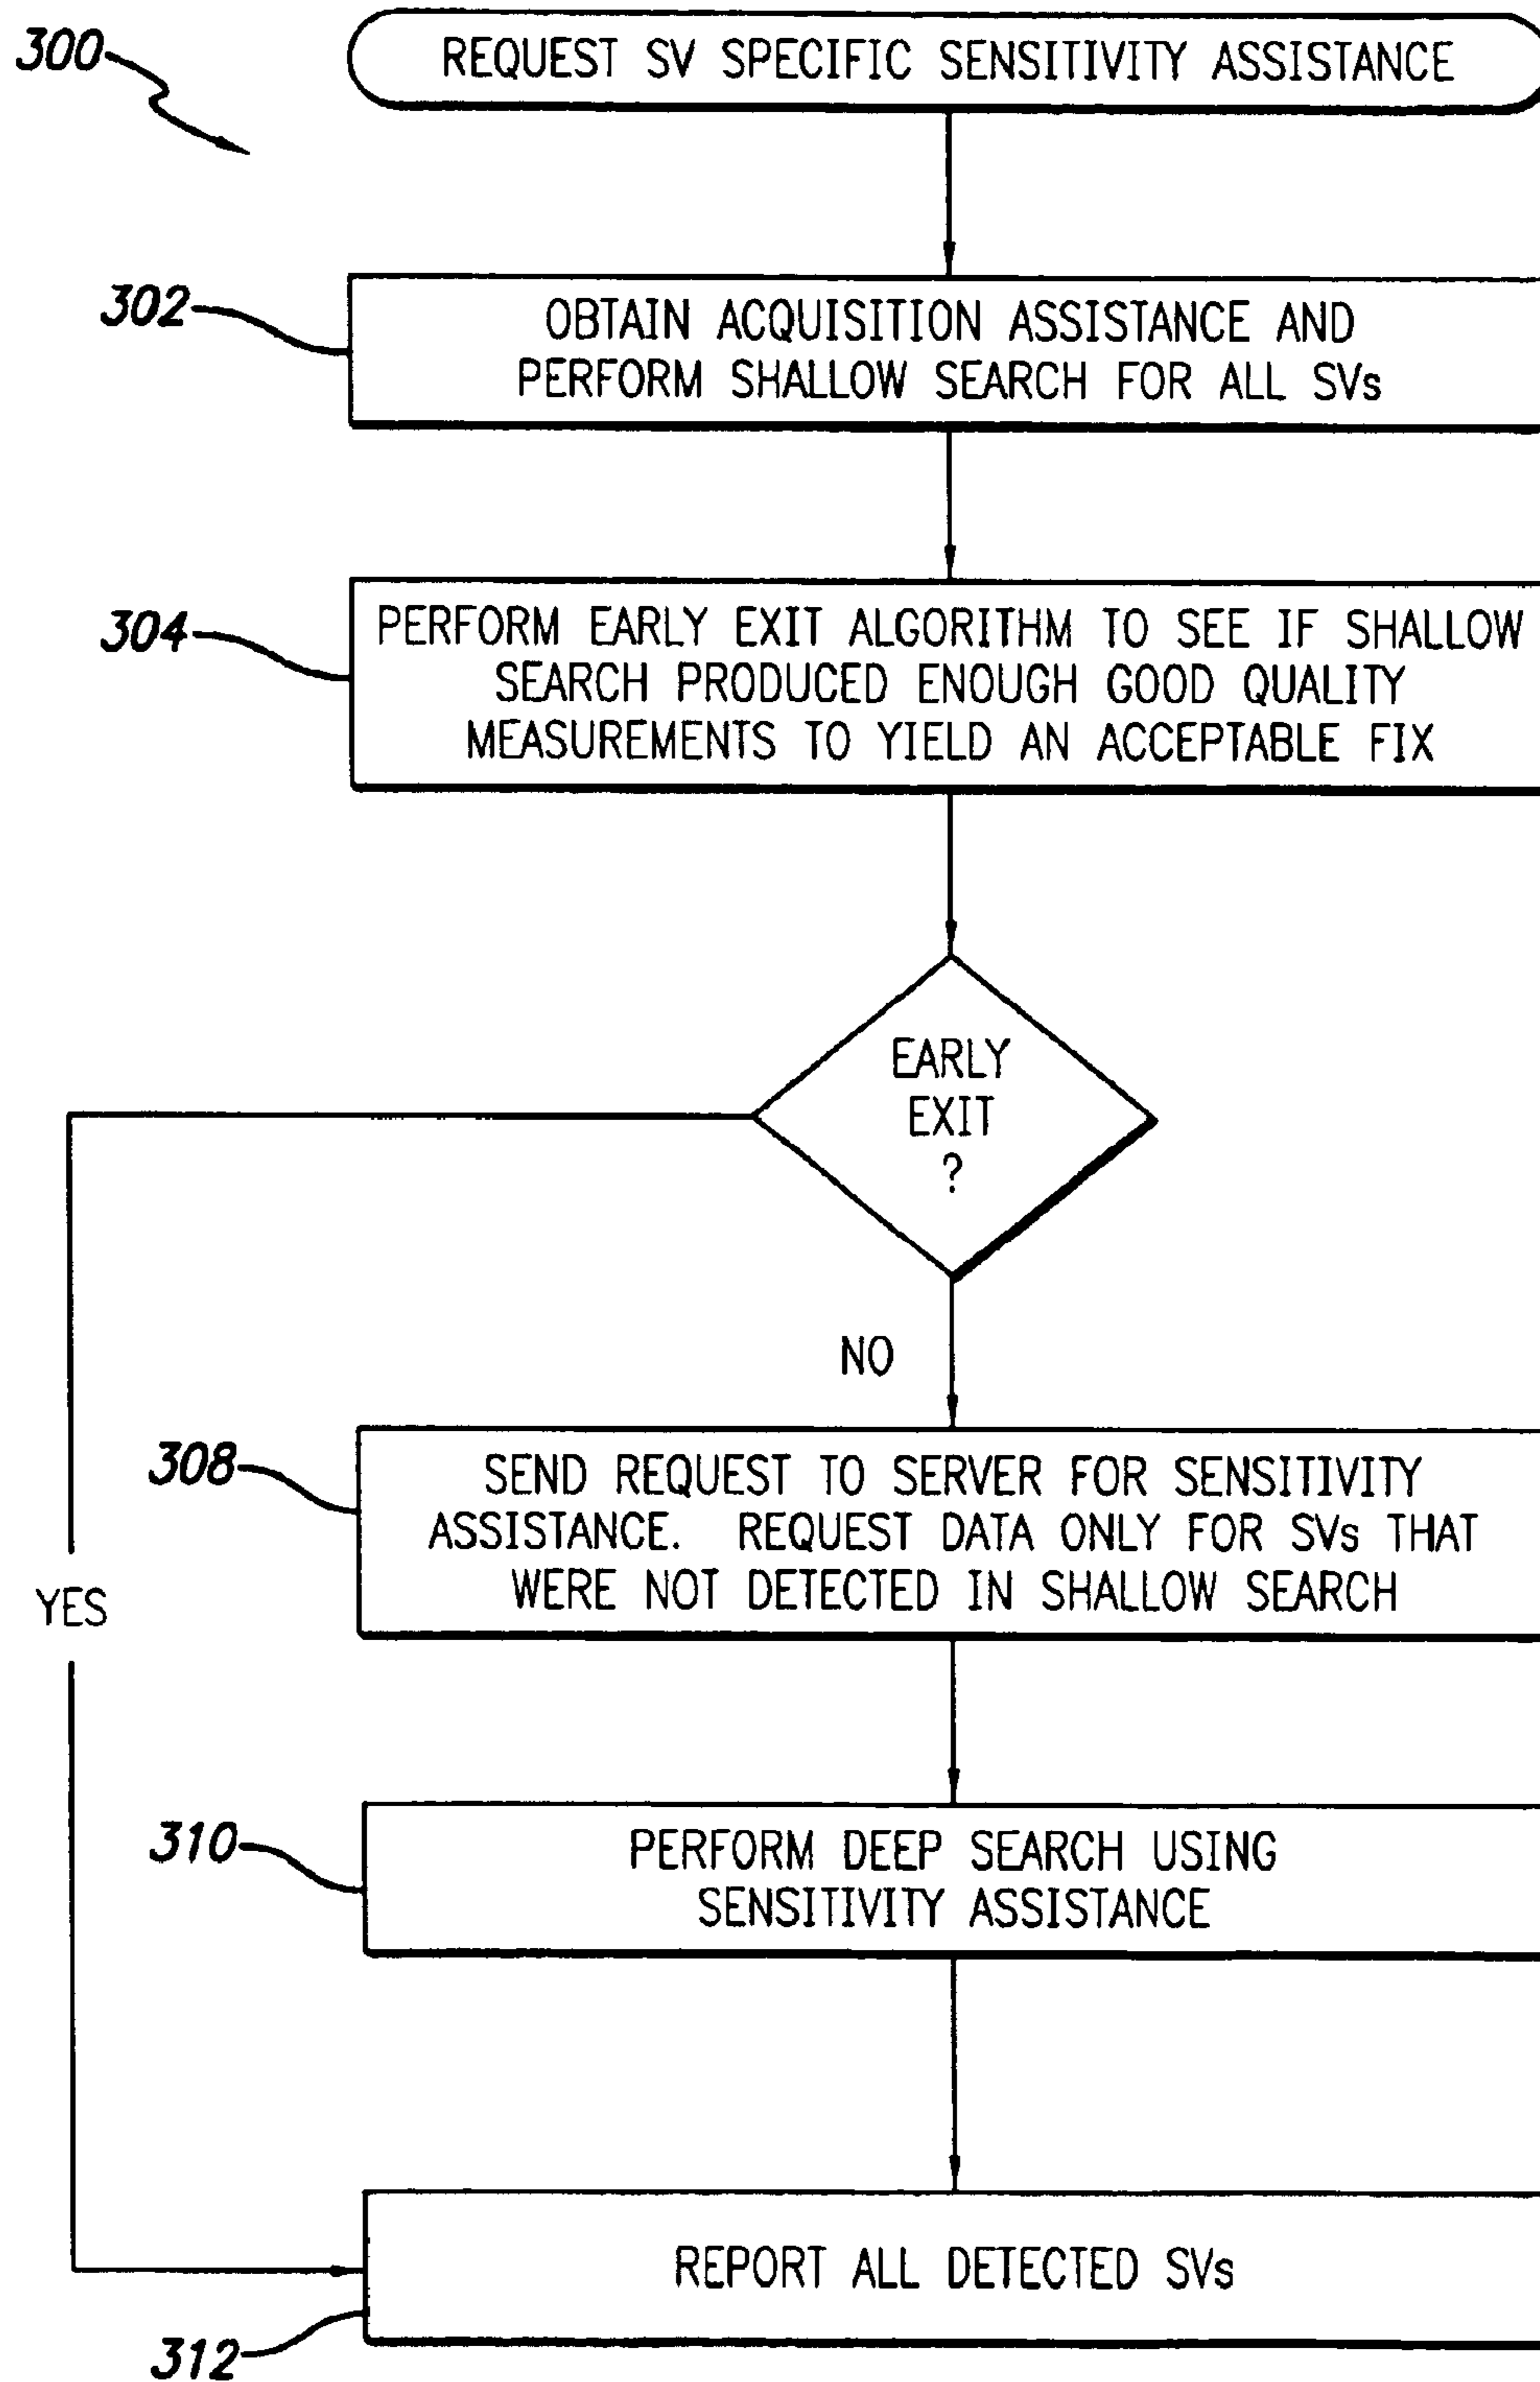 300
REQUEST SV SPECIFIC SENSITIVITY ASSISTANCE
302
OBTAIN ACQUISITION ASSISTANCE AND
PERFORM SHALLOW SEARCH FOR ALL SVs
304
PERFORM EARLY EXIT ALGORITHM TO SEE IF SHALLOW
SEARCH PRODUCED ENOUGH GOOD QUALITY
MEASUREMENTS TO YIELD AN ACCEPTABLE FIX
EARLY
EXIT
?
NO
YES
308
SEND REQUEST TO SERVER FOR SENSITIVITY
ASSISTANCE. REQUEST DATA ONLY FOR SVs THAT
WERE NOT DETECTED IN SHALLOW SEARCH
310
PERFORM DEEP SEARCH USING
SENSITIVITY ASSISTANCE
REPORT ALL DETECTED SVs
312